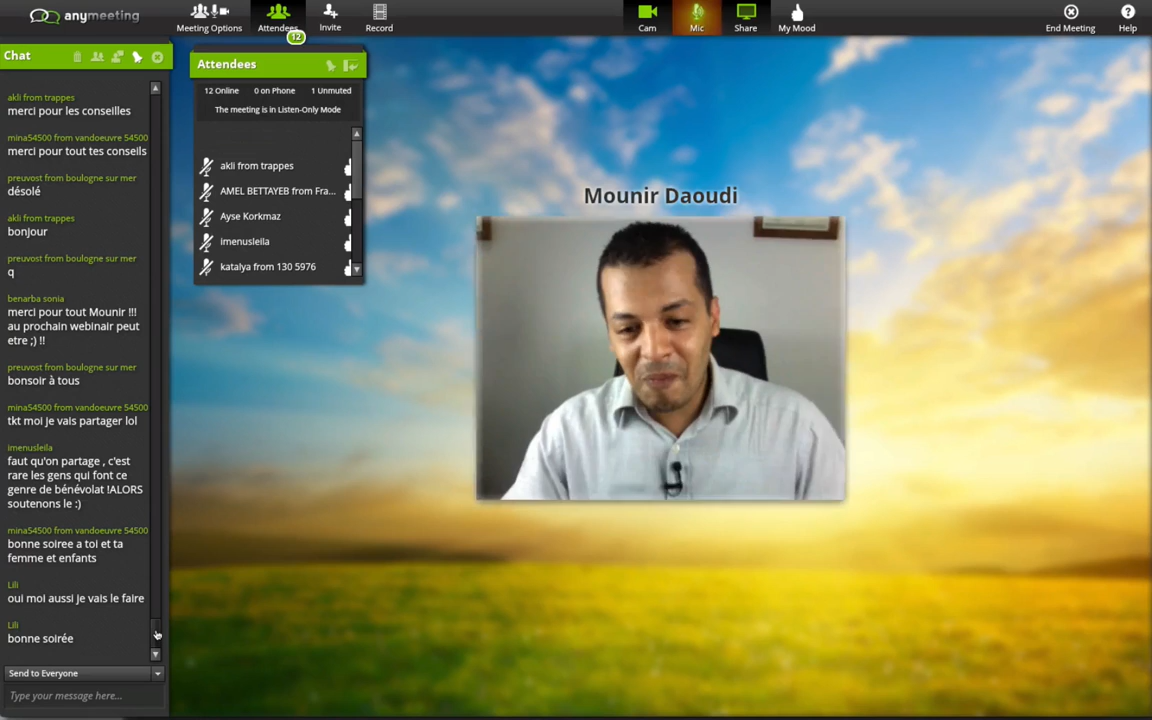 anymeeting
Meeting Options
Attendees
12
Invite
Record
Cam
Mic
Share
My Mood
End Meeting
Help
Chat
akli from trappes
merci pour les conseilles
mina54500 from vandoeuvre 54500
merci pour tout tes conseils
preuvost from boulogne sur mer
désolé
akli from trappes
bonjour
preuvost from boulogne sur mer
q
benarba sonia
merci pour tout Mounir !!!
au prochain webinair peut
etre ;) !!
preuvost from boulogne sur mer
bonsoir à tous
mina54500 from vandoeuvre 54500
tkt moi je vais partager lol
imenusleila
faut qu'on partage , c'est
rare les gens qui font ce
genre de bénévolat !ALORS
soutenons le :)
mina54500 from vandoeuvre 54500
bonne soiree a toi et ta
femme et enfants
Lili
oui moi aussi je vais le faire
Lili
bonne soirée
Send to Everyone
Type your message here...
Attendees
12 Online 0 on Phone 1 Unmuted
The meeting is in Listen-Only Mode
akli from trappes
AMEL BETTAYEB from Fra...
Ayse Korkmaz
imenusleila
katalya from 130 5976
Mounir Daoudi